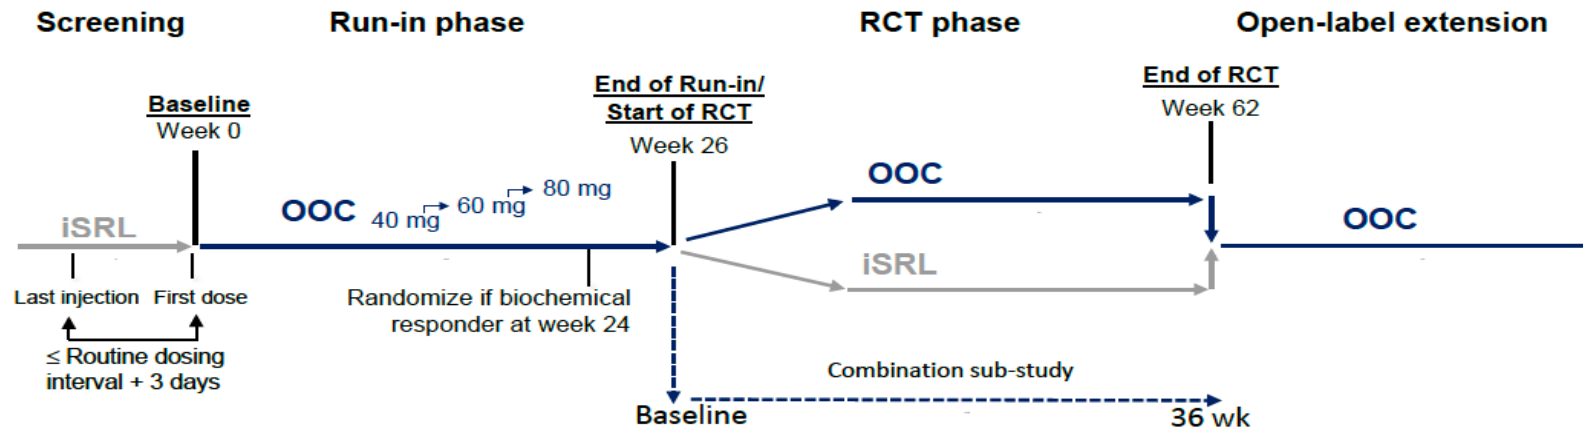 Screening
Run-in phase
RCT phase
Open-label extension
Baseline
Week 0
End of Run-in/
Start of RCT
Week 26
End of RCT
Week 62
iSRL
OOC
40 mg
60 mg
80 mg
OOC
iSRL
OOC
Last injection
First dose
≤ Routine dosing
interval + 3 days
Randomize if biochemical
responder at week 24
Combination sub-study
Baseline
36 wk